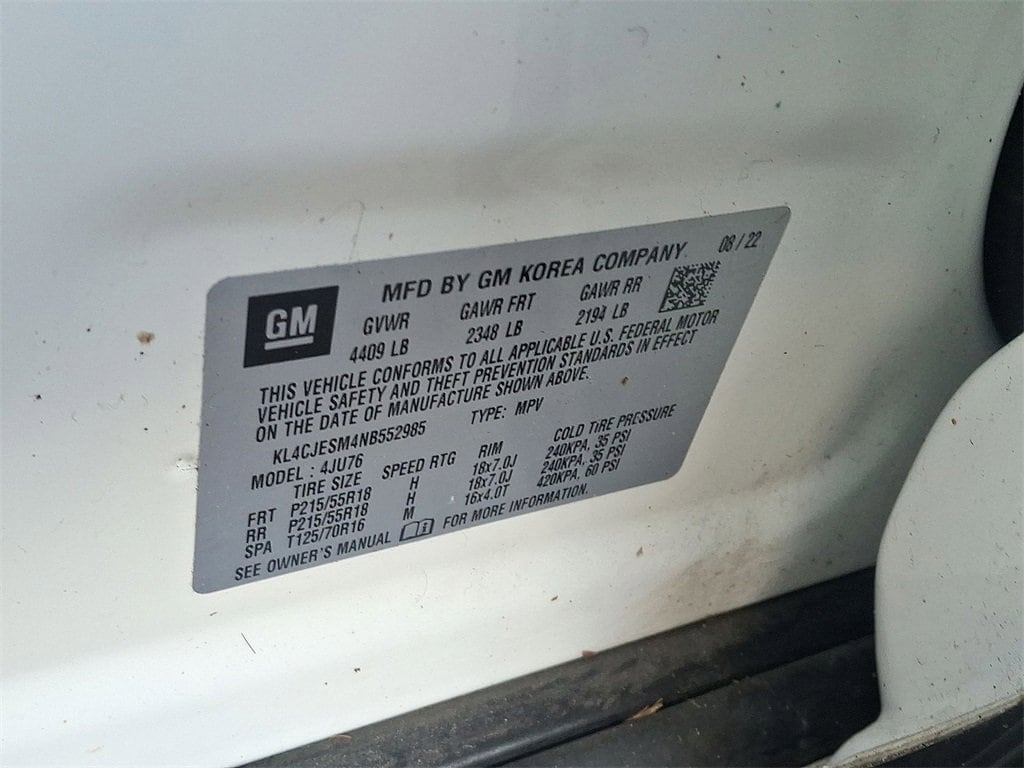 GM
MFD BY GM KOREA COMPANY 08 / 22
GVWR GAWR FRT GAWR RR
4409 LB 2348 LB 2194 LB
THIS VEHICLE CONFORMS TO ALL APPLICABLE U.S. FEDERAL MOTOR
VEHICLE SAFETY AND THEFT PREVENTION STANDARDS IN EFFECT
ON THE DATE OF MANUFACTURE SHOWN ABOVE.
KL4CJESM4NB552985 TYPE: MPV
MODEL : 4JU76
TIRE SIZE SPEED RTG RIM COLD TIRE PRESSURE
FRT P215/55R18 H 18x7.0J 240KPA, 35 PSI
RR P215/55R18 H 18x7.0J 240KPA, 35 PSI
SPA T125/70R16 M 16x4.0T 420KPA, 60 PSI
SEE OWNER'S MANUAL FOR MORE INFORMATION.